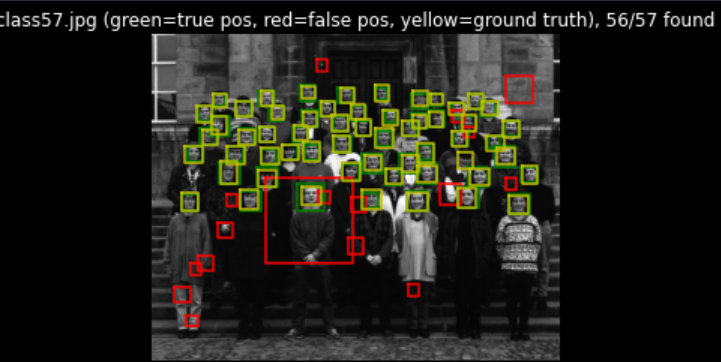 class57.jpg (green=true pos, red=false pos, yellow=ground truth), 56/57 found